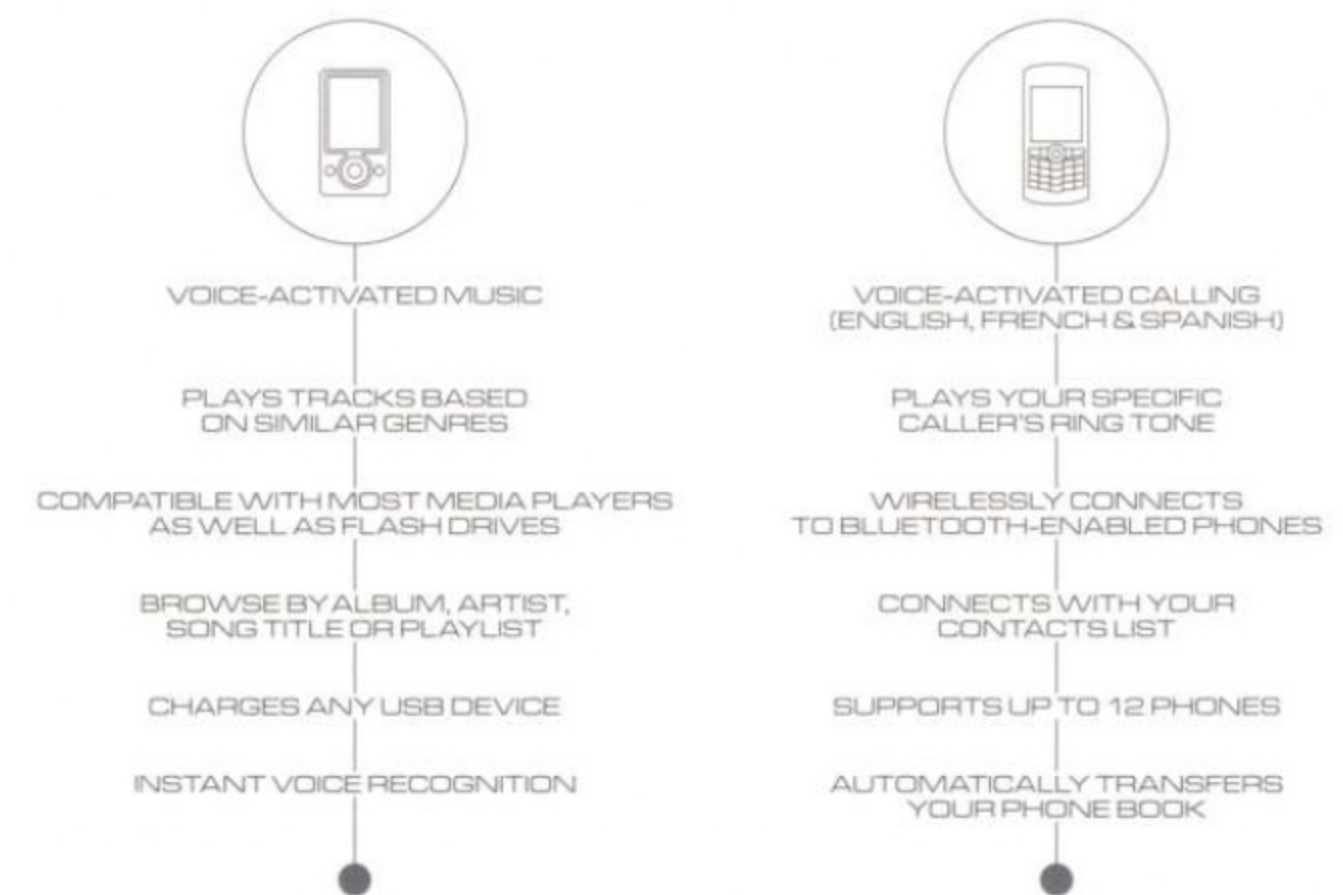 VOICE-ACTIVATED MUSIC
PLAYS TRACKS BASED
ON SIMILAR GENRES
COMPATIBLE WITH MOST MEDIA PLAYERS
AS WELL AS FLASH DRIVES
BROWSE BY ALBUM, ARTIST,
SONG TITLE OR PLAYLIST
CHARGES ANY USB DEVICE
INSTANT VOICE RECOGNITION
VOICE-ACTIVATED CALLING
(ENGLISH, FRENCH & SPANISH)
PLAYS YOUR SPECIFIC
CALLER'S RING TONE
WIRELESSLY CONNECTS
TO BLUETOOTH-ENABLED PHONES
CONNECTS WITH YOUR
CONTACTS LIST
SUPPORTS UP TO 12 PHONES
AUTOMATICALLY TRANSFERS
YOUR PHONE BOOK